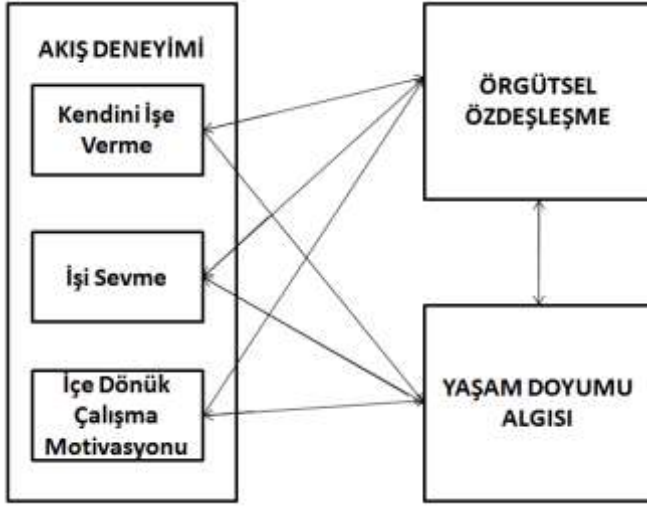 AKIŞ DENEYİMİ
Kendini İşe
Verme
İşi Sevme
İçe Dönük
Çalışma
Motivasyonu
ÖRGÜTSEL
ÖZDEŞLEŞME
YAŞAM DOYUMU
ALGISI